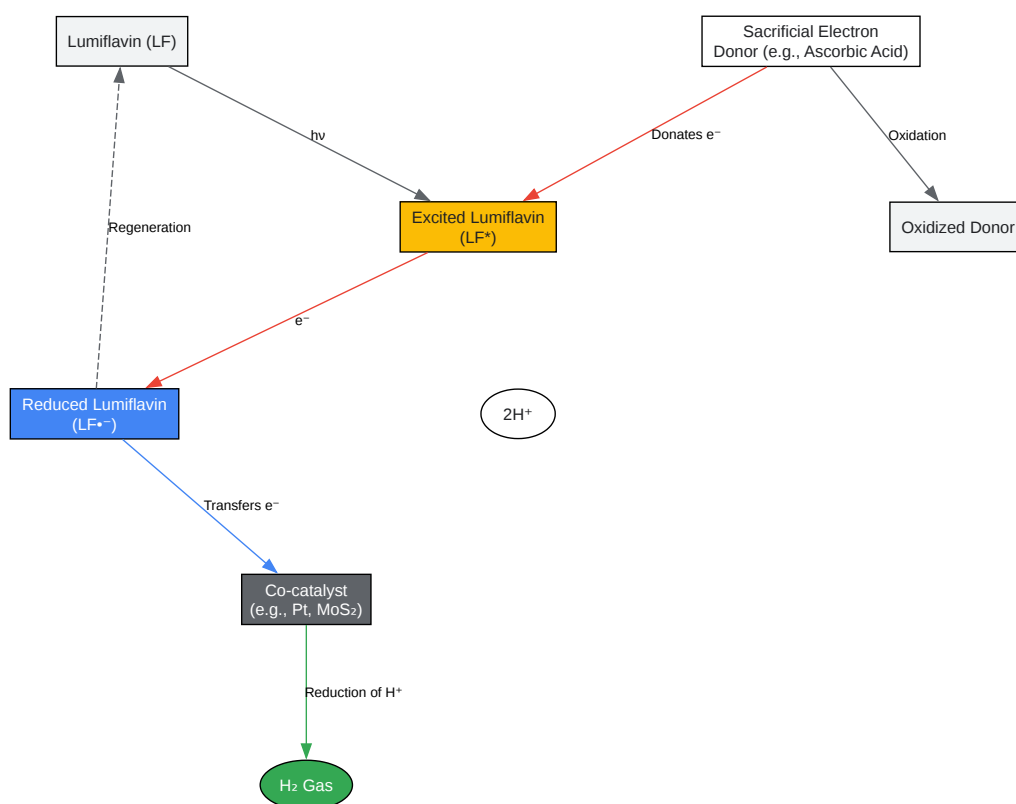 Lumiflavin (LF)
Sacrificial Electron
Donor (e.g., Ascorbic Acid)
hν
Donates e⁻
Oxidation
Excited Lumiflavin
(LF*)
Oxidized Donor
Regeneration
e⁻
Reduced Lumiflavin
(LF•⁻)
2H⁺
Transfers e⁻
Co-catalyst
(e.g., Pt, MoS₂)
Reduction of H⁺
H₂ Gas